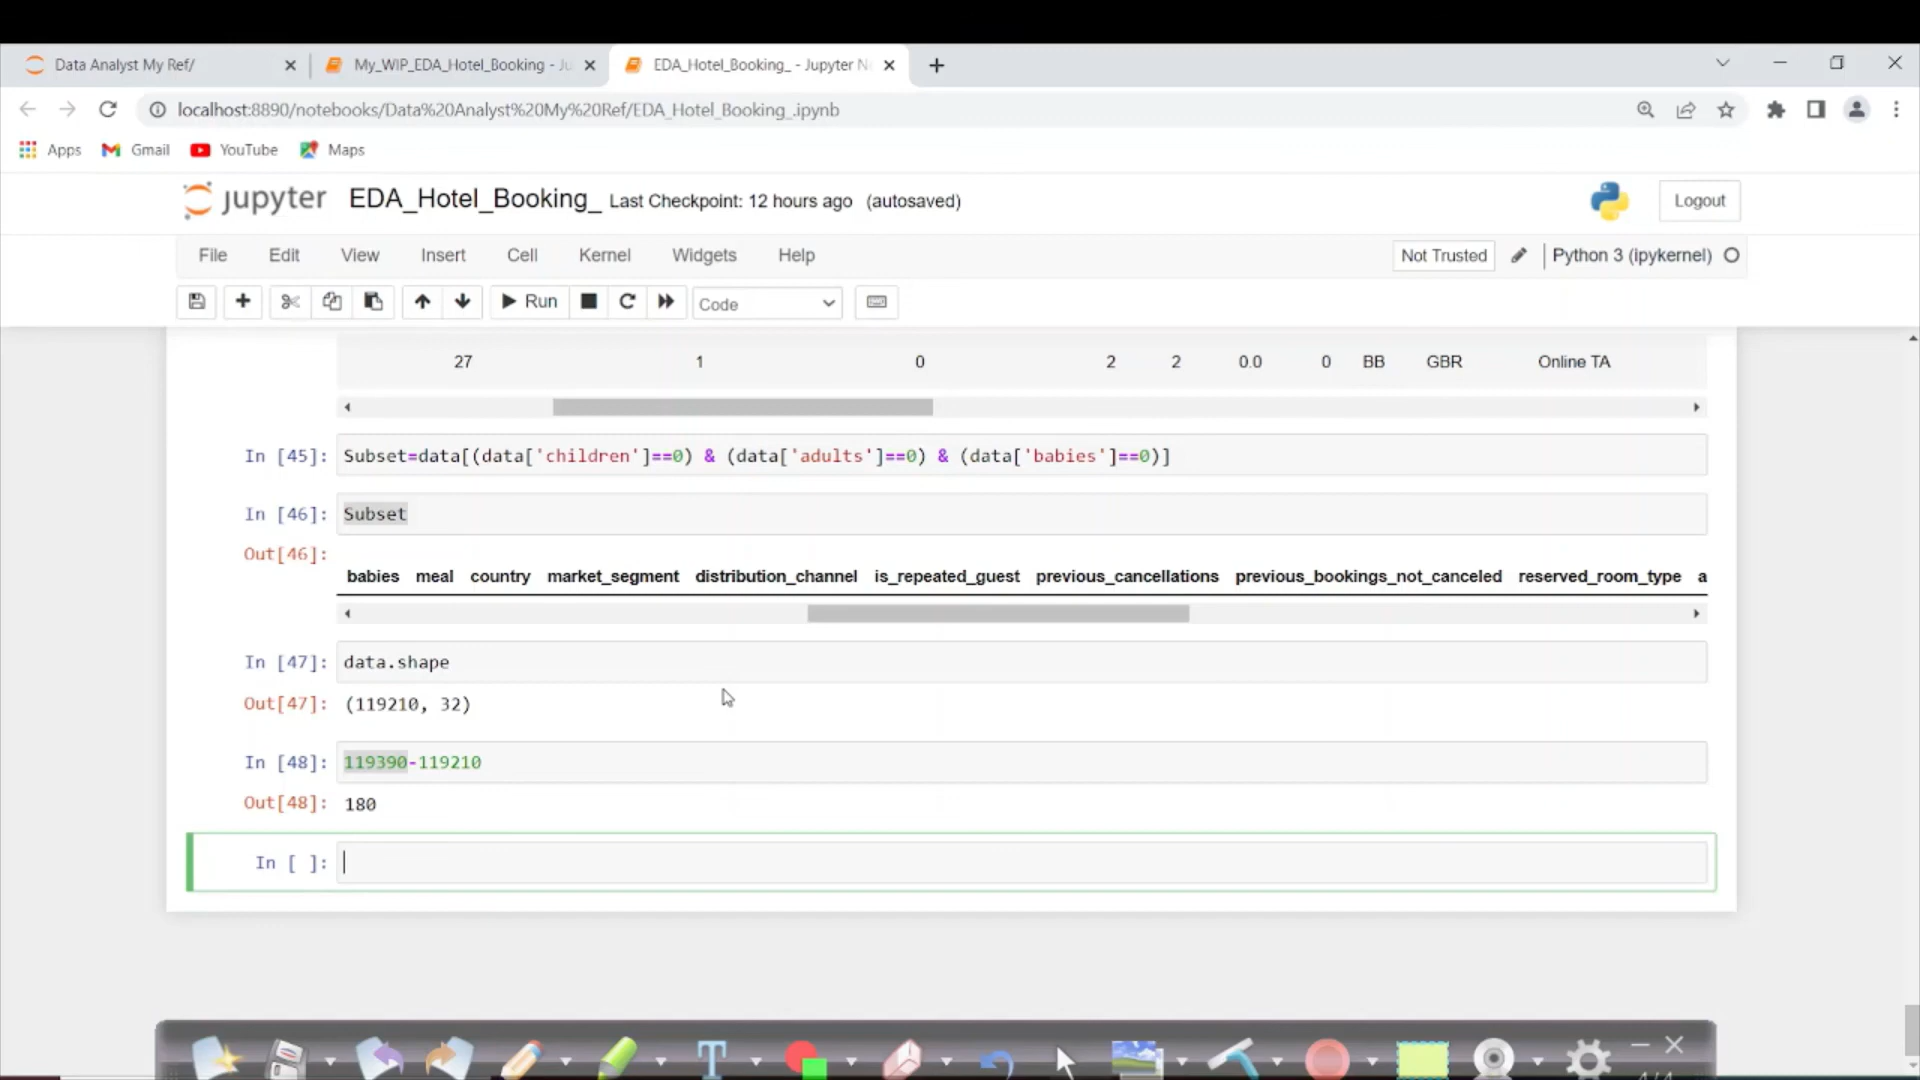 Data Analyst My Ref/
My_WIP_EDA_Hotel_Booking - Ju
EDA_Hotel_Booking_ - Jupyter No
localhost:8890/notebooks/Data%20Analyst%20My%20Ref/EDA_Hotel_Booking_.ipynb
Apps Gmail YouTube Maps
jupyter EDA_Hotel_Booking_ Last Checkpoint: 12 hours ago (autosaved)
Logout
File Edit View Insert Cell Kernel Widgets Help
Not Trusted Python 3 (ipykernel)
Run Code
27 1 0 2 2 0.0 0 BB GBR Online TA
In [45]: Subset=data[(data['children']==0) & (data['adults']==0) & (data['babies']==0)]
In [46]: Subset
Out[46]:
babies meal country market_segment distribution_channel is_repeated_guest previous_cancellations previous_bookings_not_canceled reserved_room_type a
In [47]: data.shape
Out[47]: (119210, 32)
In [48]: 119390-119210
Out[48]: 180
In [ ]: